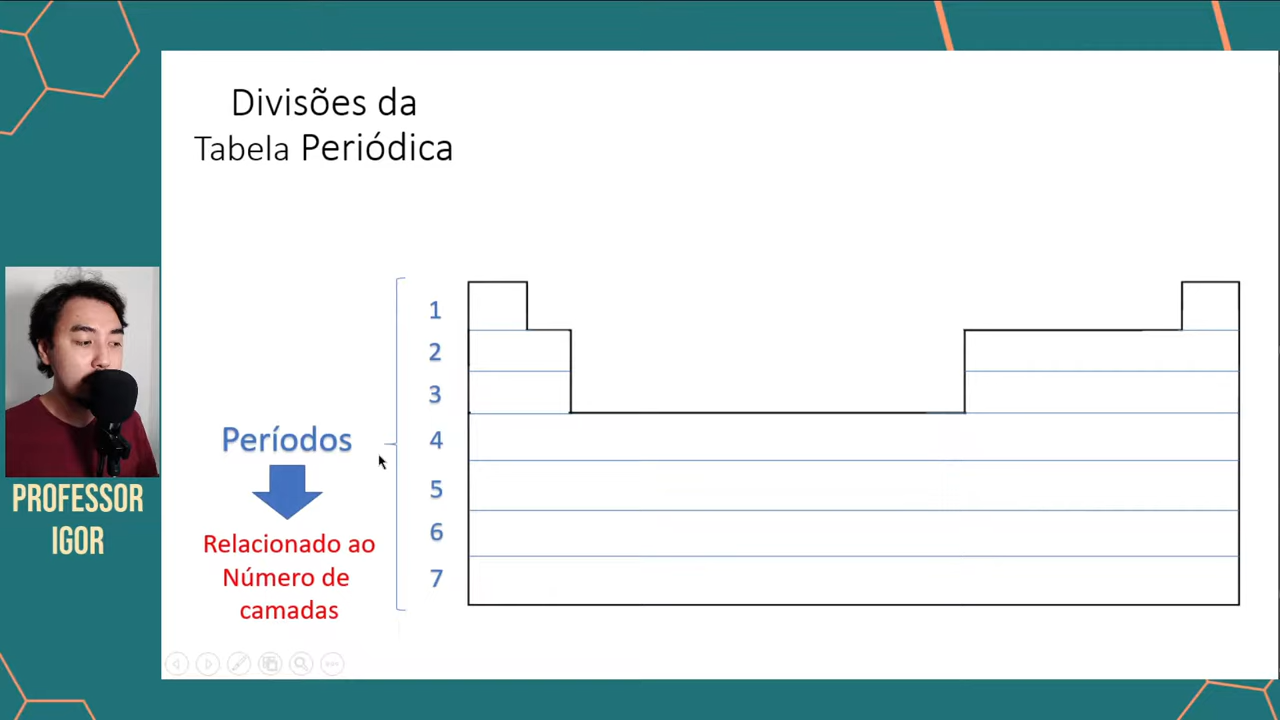 Divisões da
Tabela Periódica
1
2
3
4
5
6
7
Períodos
Relacionado ao
Número de
camadas
PROFESSOR
IGOR